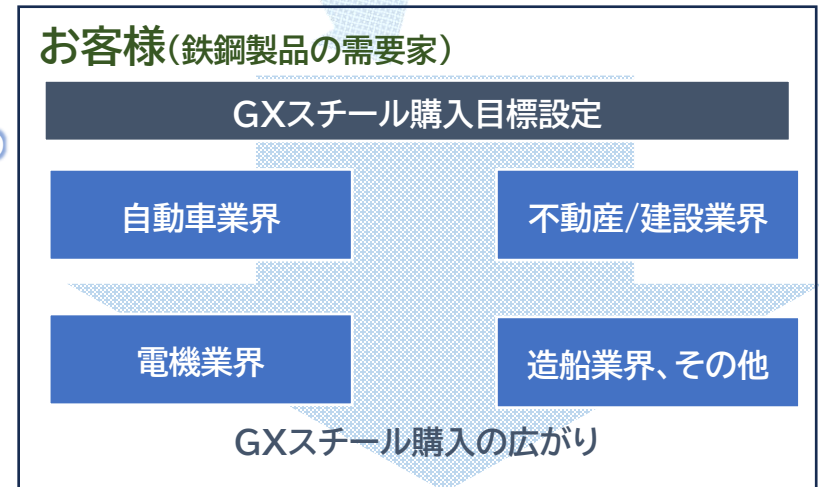 お客様(鉄鋼製品の需要家)
GXスチール購入目標設定
自動車業界
不動産/建設業界
電機業界
造船業界、その他
GXスチール購入の広がり